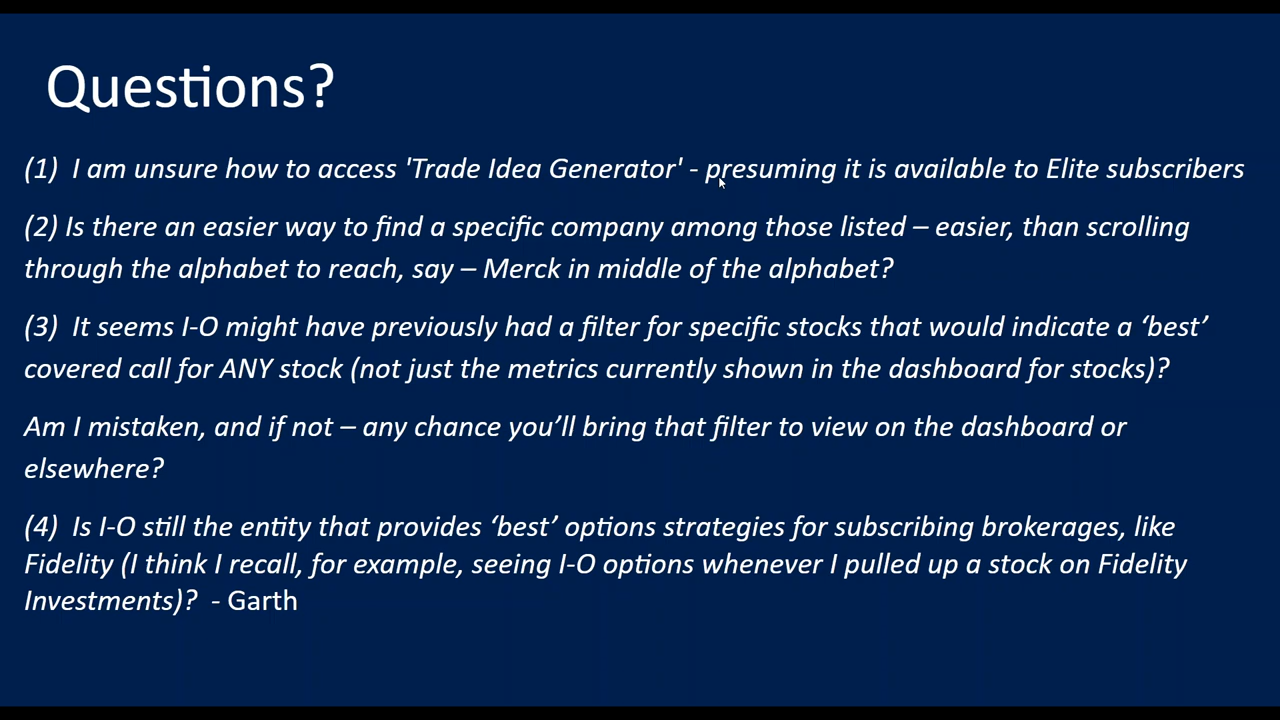 Questions?
(1)  I am unsure how to access 'Trade Idea Generator' - presuming it is available to Elite subscribers
(2) Is there an easier way to find a specific company among those listed – easier, than scrolling
through the alphabet to reach, say – Merck in middle of the alphabet?
(3)  It seems I-O might have previously had a filter for specific stocks that would indicate a ‘best’
covered call for ANY stock (not just the metrics currently shown in the dashboard for stocks)?
Am I mistaken, and if not – any chance you’ll bring that filter to view on the dashboard or
elsewhere?
(4)  Is I-O still the entity that provides ‘best’ options strategies for subscribing brokerages, like
Fidelity (I think I recall, for example, seeing I-O options whenever I pulled up a stock on Fidelity
Investments)?  - Garth